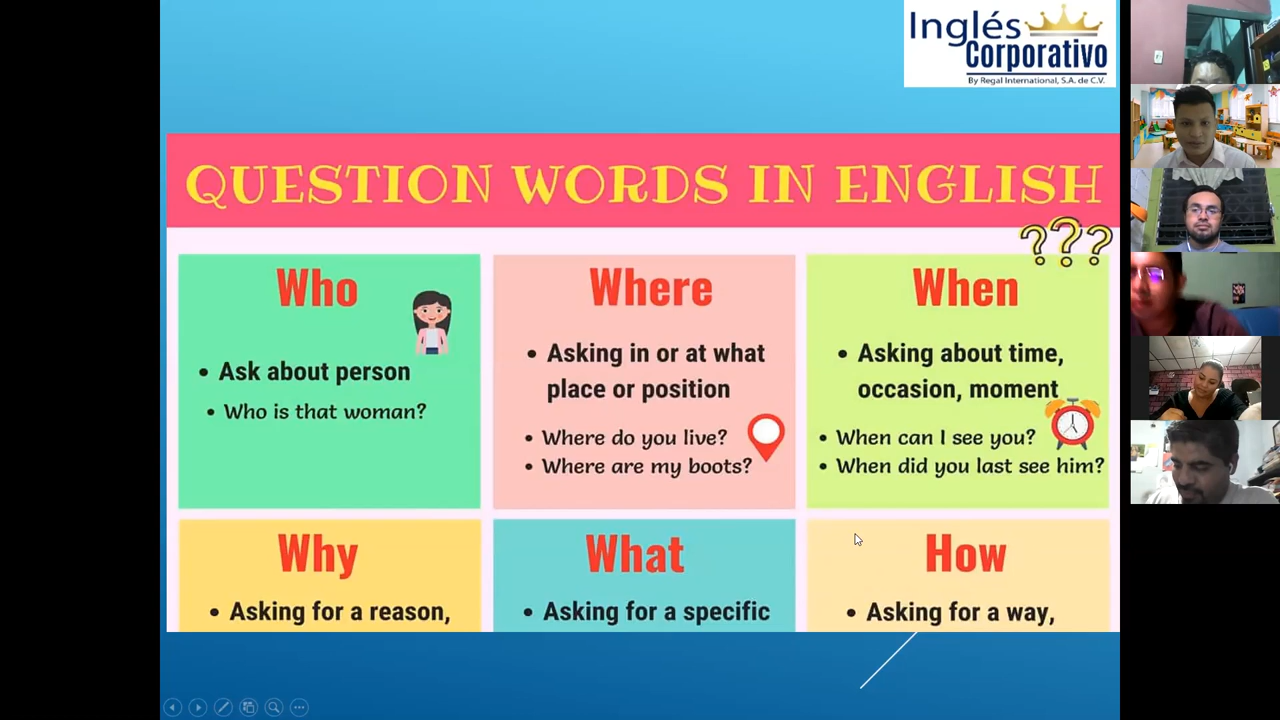 Inglés
Corporativo
By Regal International, S.A. de C.V.
QUESTION WORDS IN ENGLISH
???
Who
• Ask about person
• Who is that woman?
Where
• Asking in or at what
place or position
• Where do you live?
• Where are my boots?
When
• Asking about time,
occasion, moment
• When can I see you?
• When did you last see him?
Why
• Asking for a reason,
What
• Asking for a specific
How
• Asking for a way,